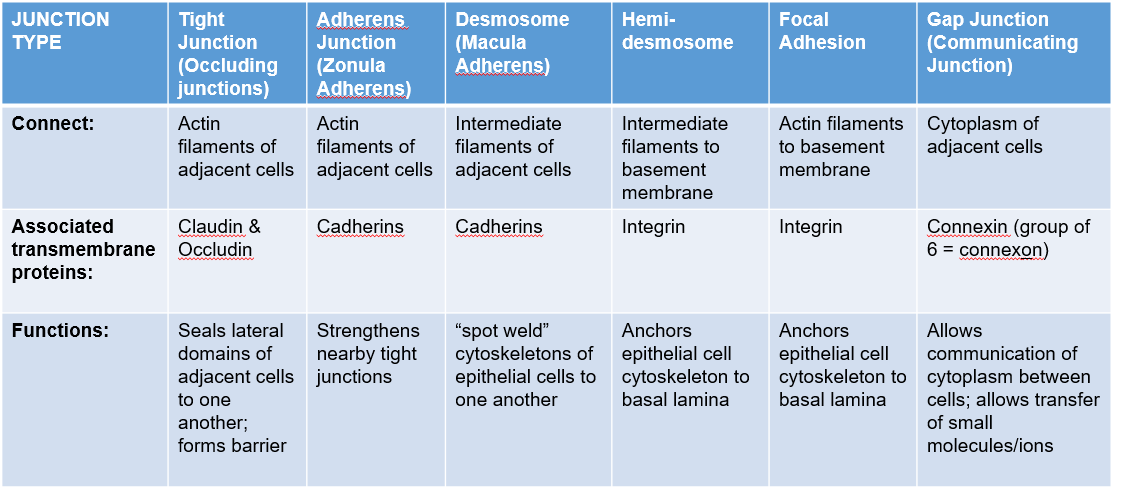 JUNCTION
TYPE
Tight
Junction
(Occluding
junctions)
Adherens
Junction
(Zonula
Adherens)
Desmosome
(Macula
Adherens)
Hemi-
desmosome
Focal
Adhesion
Gap Junction
(Communicating
Junction)
Connect:
Actin
filaments of
adjacent cells
Actin
filaments of
adjacent cells
Intermediate
filaments of
adjacent cells
Intermediate
filaments to
basement
membrane
Actin filaments
to basement
membrane
Cytoplasm of
adjacent cells
Associated
transmembrane
proteins:
Claudin &
Occludin
Cadherins
Cadherins
Integrin
Integrin
Connexin (group of
6 = connexon)
Functions:
Seals lateral
domains of
adjacent cells
to one
another;
forms barrier
Strengthens
nearby tight
junctions
“spot weld”
cytoskeletons of
epithelial cells to
one another
Anchors
epithelial cell
cytoskeleton to
basal lamina
Anchors
epithelial cell
cytoskeleton to
basal lamina
Allows
communication of
cytoplasm between
cells; allows transfer
of small
molecules/ions